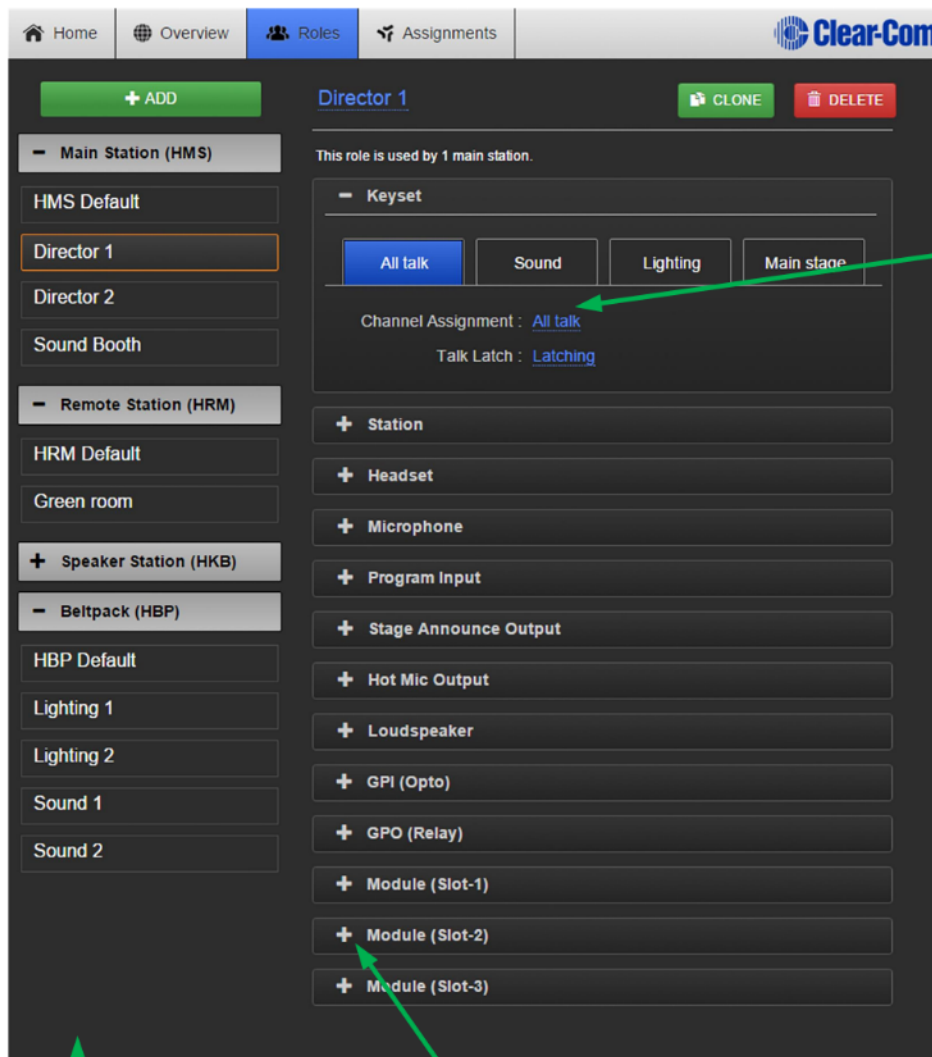 Home Overview Roles Assignments Clear-Com
+ ADD
− Main Station (HMS)
HMS Default
Director 1
Director 2
Sound Booth
− Remote Station (HRM)
HRM Default
Green room
+ Speaker Station (HKB)
− Beltpack (HBP)
HBP Default
Lighting 1
Lighting 2
Sound 1
Sound 2
Director 1 CLONE DELETE
This role is used by 1 main station.
− Keyset
All talk Sound Lighting Main stage
Channel Assignment : All talk
Talk Latch : Latching
+ Station
+ Headset
+ Microphone
+ Program Input
+ Stage Announce Output
+ Hot Mic Output
+ Loudspeaker
+ GPI (Opto)
+ GPO (Relay)
+ Module (Slot-1)
+ Module (Slot-2)
+ Module (Slot-3)